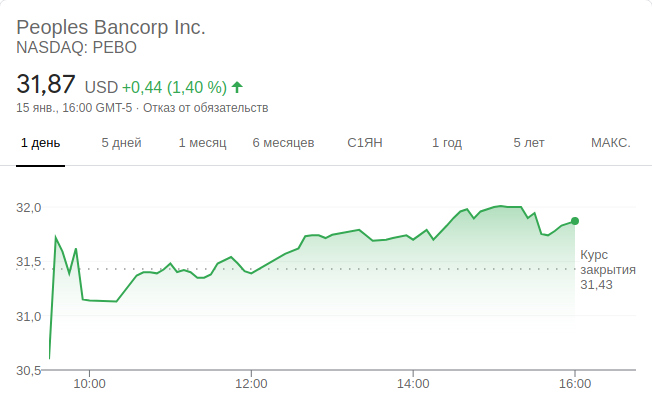 Peoples Bancorp Inc.
NASDAQ: PEBO
31,87 USD +0,44 (1,40 %)
15 янв., 16:00 GMT-5 · Отказ от обязательств
1 день 5 дней 1 месяц 6 месяцев С1ЯН 1 год 5 лет МАКС.
32,0
31,5
31,0
30,5
Курс
закрытия
31,43
10:00 12:00 14:00 16:00